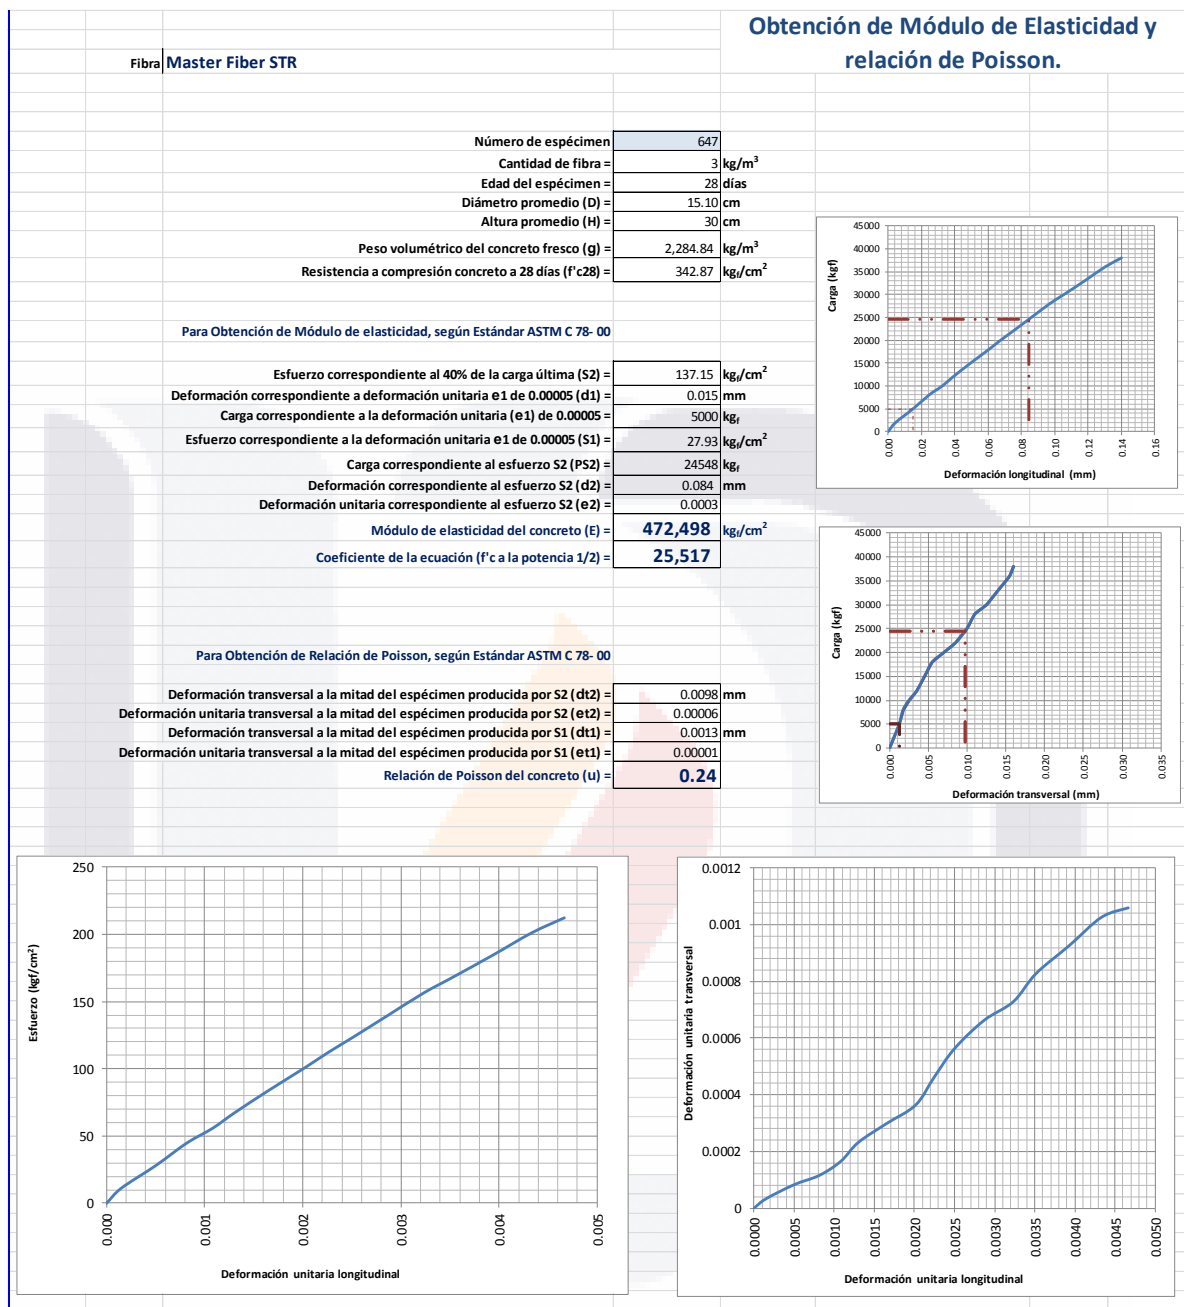 Obtención de Módulo de Elasticidad y
relación de Poisson.
Fibra Master Fiber STR
Número de espécimen 647
Cantidad de fibra = 3 kg/m³
Edad del espécimen = 28 días
Diámetro promedio (D) = 15.10 cm
Altura promedio (H) = 30 cm
Peso volumétrico del concreto fresco (g) = 2,284.84 kg/m³
Resistencia a compresión concreto a 28 días (f'c28) = 342.87 kgf/cm²
Para Obtención de Módulo de elasticidad, según Estándar ASTM C 78- 00
Esfuerzo correspondiente al 40% de la carga última (S2) = 137.15 kgf/cm²
Deformación correspondiente a deformación unitaria e1 de 0.00005 (d1) = 0.015 mm
Carga correspondiente a la deformación unitaria (e1) de 0.00005 = 5000 kgf
Esfuerzo correspondiente a la deformación unitaria e1 de 0.00005 (S1) = 27.93 kgf/cm²
Carga correspondiente al esfuerzo S2 (PS2) = 24548 kgf
Deformación correspondiente al esfuerzo S2 (d2) = 0.084 mm
Deformación unitaria correspondiente al esfuerzo S2 (e2) = 0.0003
Módulo de elasticidad del concreto (E) = 472,498 kgf/cm²
Coeficiente de la ecuación (f'c a la potencia 1/2) = 25,517
Para Obtención de Relación de Poisson, según Estándar ASTM C 78- 00
Deformación transversal a la mitad del espécimen producida por S2 (dt2) = 0.0098 mm
Deformación unitaria transversal a la mitad del espécimen producida por S2 (et2) = 0.00006
Deformación transversal a la mitad del espécimen producida por S1 (dt1) = 0.0013 mm
Deformación unitaria transversal a la mitad del espécimen producida por S1 (et1) = 0.00001
Relación de Poisson del concreto (u) = 0.24
Carga (kgf)
45000
40000
35000
30000
25000
20000
15000
10000
5000
0
0.00 0.02 0.04 0.06 0.08 0.10 0.12 0.14 0.16
Deformación longitudinal (mm)
Carga (kgf)
45000
40000
35000
30000
25000
20000
15000
10000
5000
0
0.000 0.005 0.010 0.015 0.020 0.025 0.030 0.035
Deformación transversal (mm)
Esfuerzo (kgf/cm²)
250
200
150
100
50
0
0.000 0.001 0.002 0.003 0.004 0.005
Deformación unitaria longitudinal
Deformación unitaria transversal
0.0012
0.001
0.0008
0.0006
0.0004
0.0002
0
0.0000 0.0005 0.0010 0.0015 0.0020 0.0025 0.0030 0.0035 0.0040 0.0045 0.0050
Deformación unitaria longitudinal